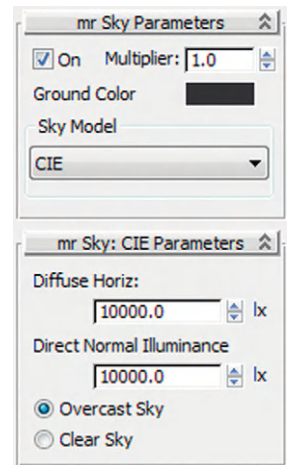 mr Sky Parameters
On Multiplier: 1.0
Ground Color
Sky Model
CIE
mr Sky: CIE Parameters
Diffuse Horiz:
10000.0 lx
Direct Normal Illuminance
10000.0 lx
Overcast Sky
Clear Sky